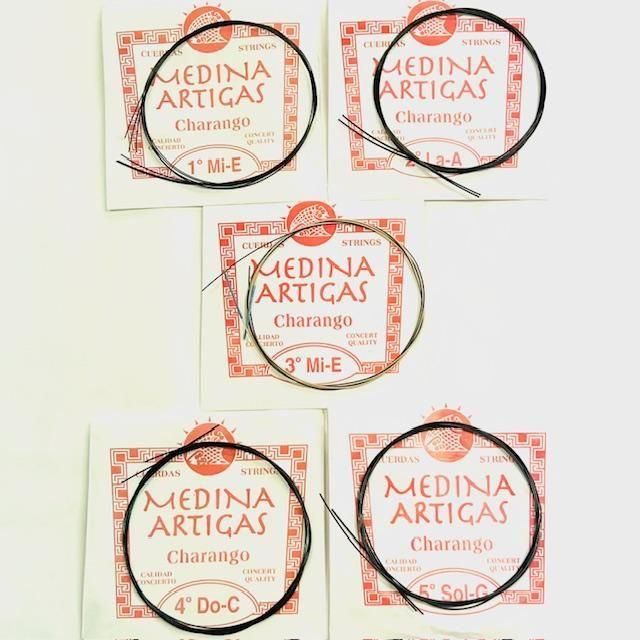 CUERDAS STRINGS
MEDINA
ARTIGAS
Charango
CALIDAD CONCIERTO CONCERT QUALITY
1° Mi-E
CUERDAS STRINGS
MEDINA
ARTIGAS
Charango
CALIDAD CONCIERTO CONCERT QUALITY
2° La-A
CUERDAS STRINGS
MEDINA
ARTIGAS
Charango
CALIDAD CONCIERTO CONCERT QUALITY
3° Mi-E
CUERDAS STRINGS
MEDINA
ARTIGAS
Charango
CALIDAD CONCIERTO CONCERT QUALITY
4° Do-C
CUERDAS STRINGS
MEDINA
ARTIGAS
Charango
CALIDAD CONCIERTO CONCERT QUALITY
5° Sol-G